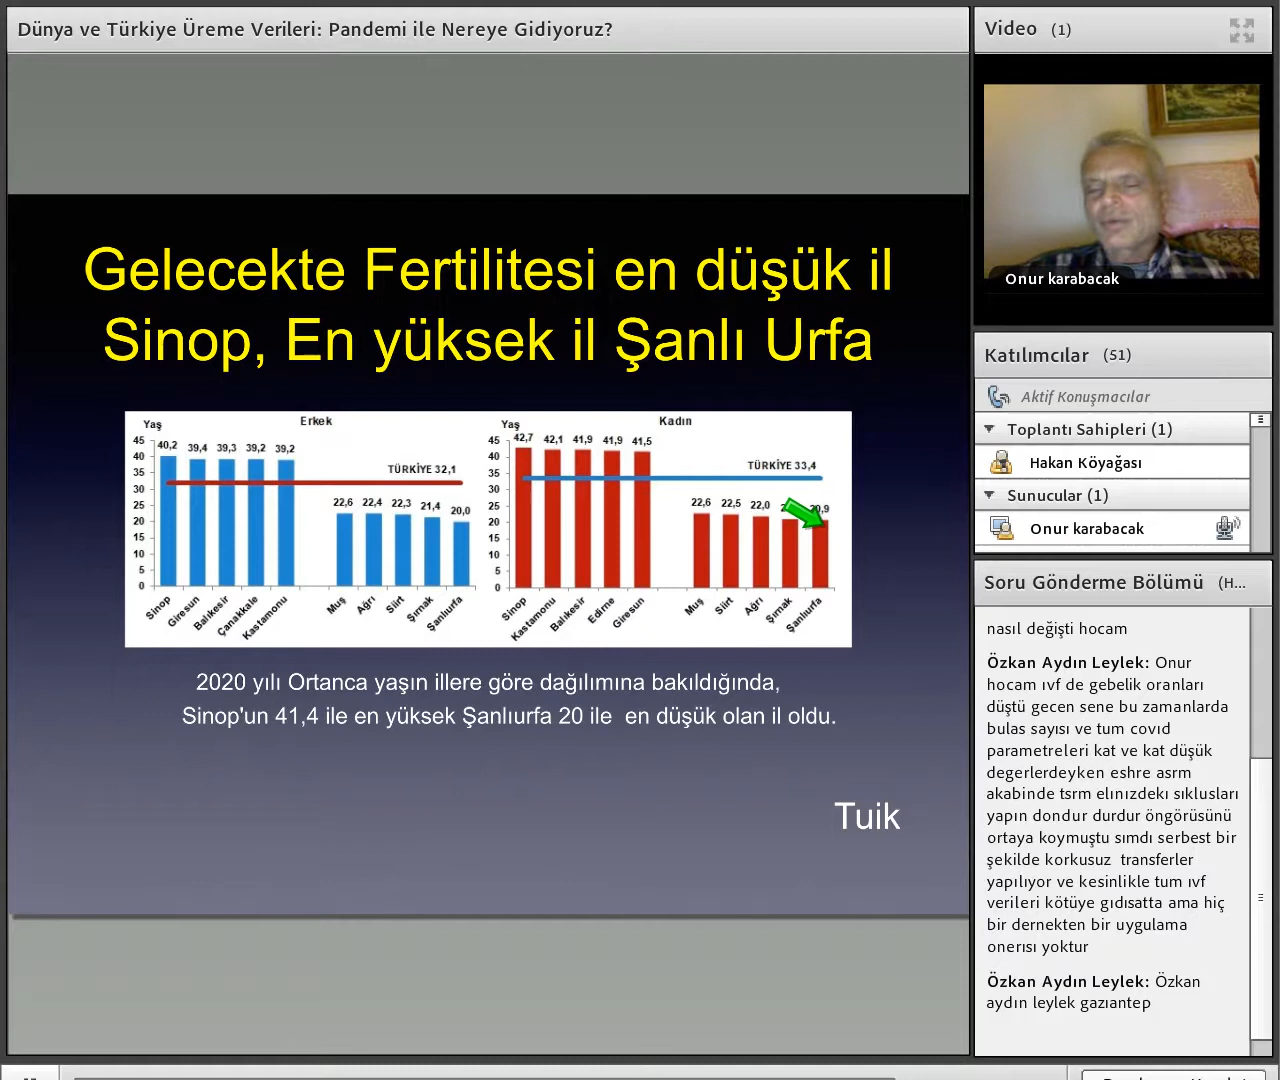 Dünya ve Türkiye Üreme Verileri: Pandemi ile Nereye Gidiyoruz?
Gelecekte Fertilitesi en düşük il
Sinop, En yüksek il Şanlı Urfa
Yaş
Erkek
45
40
35
30
25
20
15
10
5
0
40,2 39,4 39,3 39,2 39,2
TÜRKİYE 32,1
22,6 22,4 22,3 21,4 20,0
Sinop Giresun Balıkesir Çanakkale Kastamonu Muş Ağrı Siirt Şırnak Şanlıurfa
Yaş
Kadın
45
40
35
30
25
20
15
10
5
0
42,7 42,1 41,9 41,9 41,5
TÜRKİYE 33,4
22,6 22,5 22,0
Sinop Kastamonu Balıkesir Edirne Giresun Muş Siirt Ağrı Şırnak Şanlıurfa
2020 yılı Ortanca yaşın illere göre dağılımına bakıldığında,
Sinop'un 41,4 ile en yüksek Şanlıurfa 20 ile en düşük olan il oldu.
Tuik
Video (1)
Onur karabacak
Katılımcılar (51)
Aktif Konuşmacılar
Toplantı Sahipleri (1)
Hakan Köyağası
Sunucular (1)
Onur karabacak
Soru Gönderme Bölümü (H...
nasıl değişti hocam
Özkan Aydın Leylek: Onur
hocam ıvf de gebelik oranları
düştü gecen sene bu zamanlarda
bulas sayısı ve tum covıd
parametreleri kat ve kat düşük
degerlerdeyken eshre asrm
akabinde tsrm elınızdekı sıklusları
yapın dondur durdur öngörüsünü
ortaya koymuştu sımdı serbest bir
şekilde korkusuz transferler
yapılıyor ve kesinlikle tum ıvf
verileri kötüye gıdısatta ama hiç
bir dernekten bir uygulama
onerısı yoktur
Özkan Aydın Leylek: Özkan
aydın leylek gazıantep